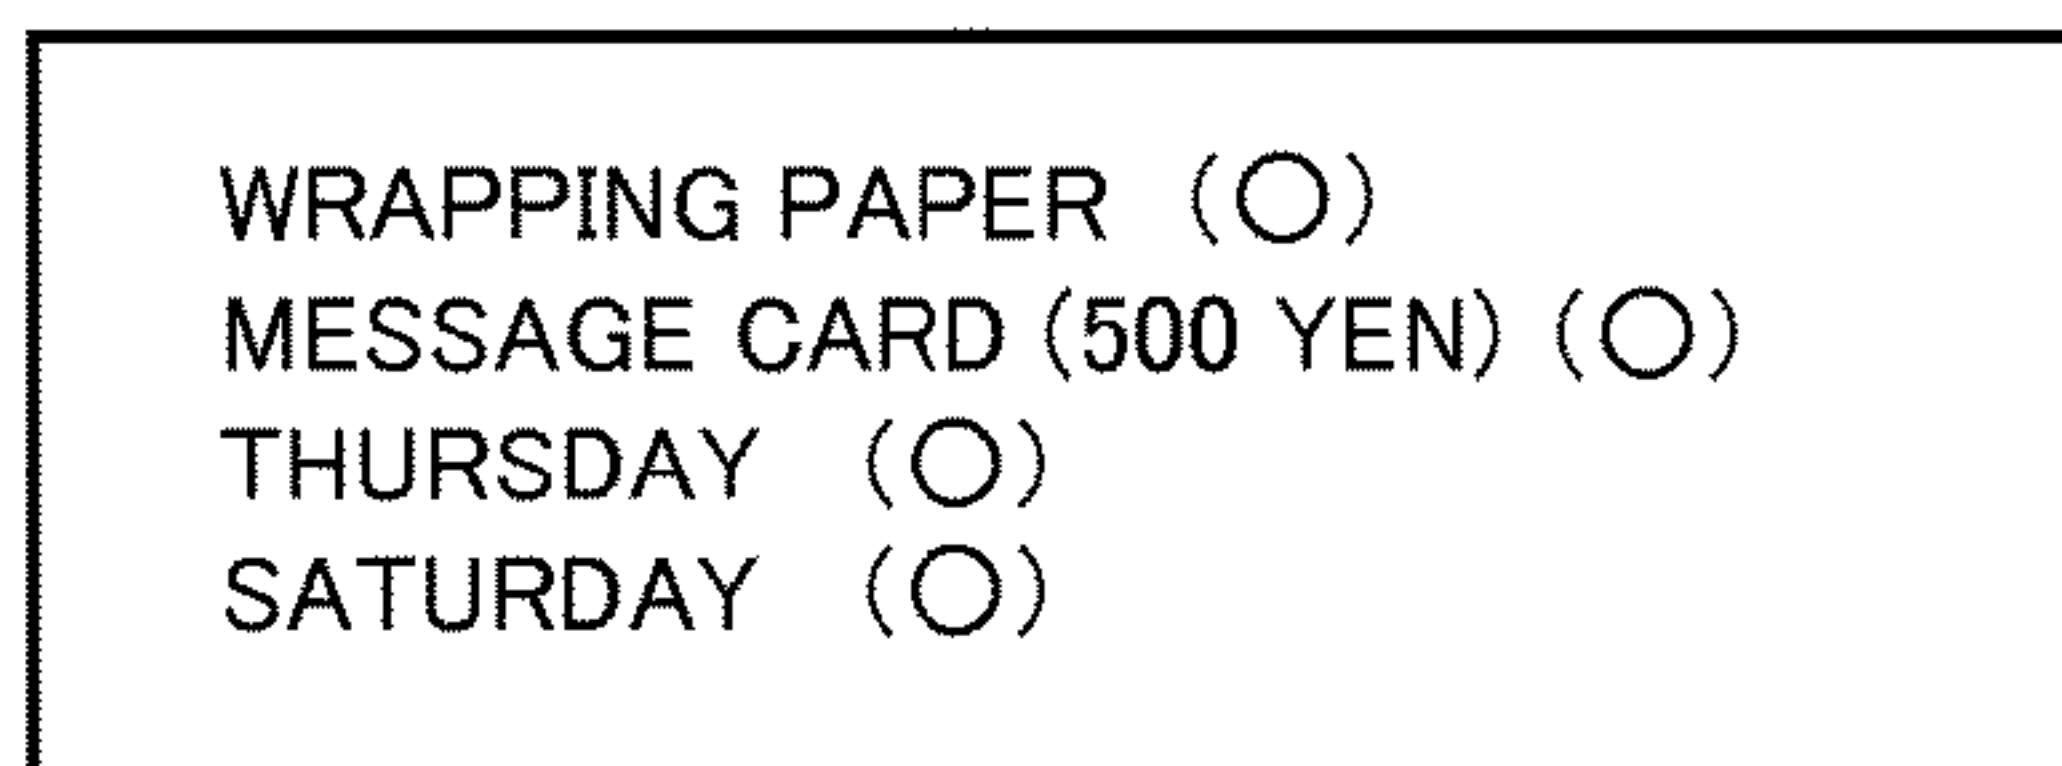 WRAPPING PAPER (○)
MESSAGE CARD (500 YEN) (○)
THURSDAY (○)
SATURDAY (○)